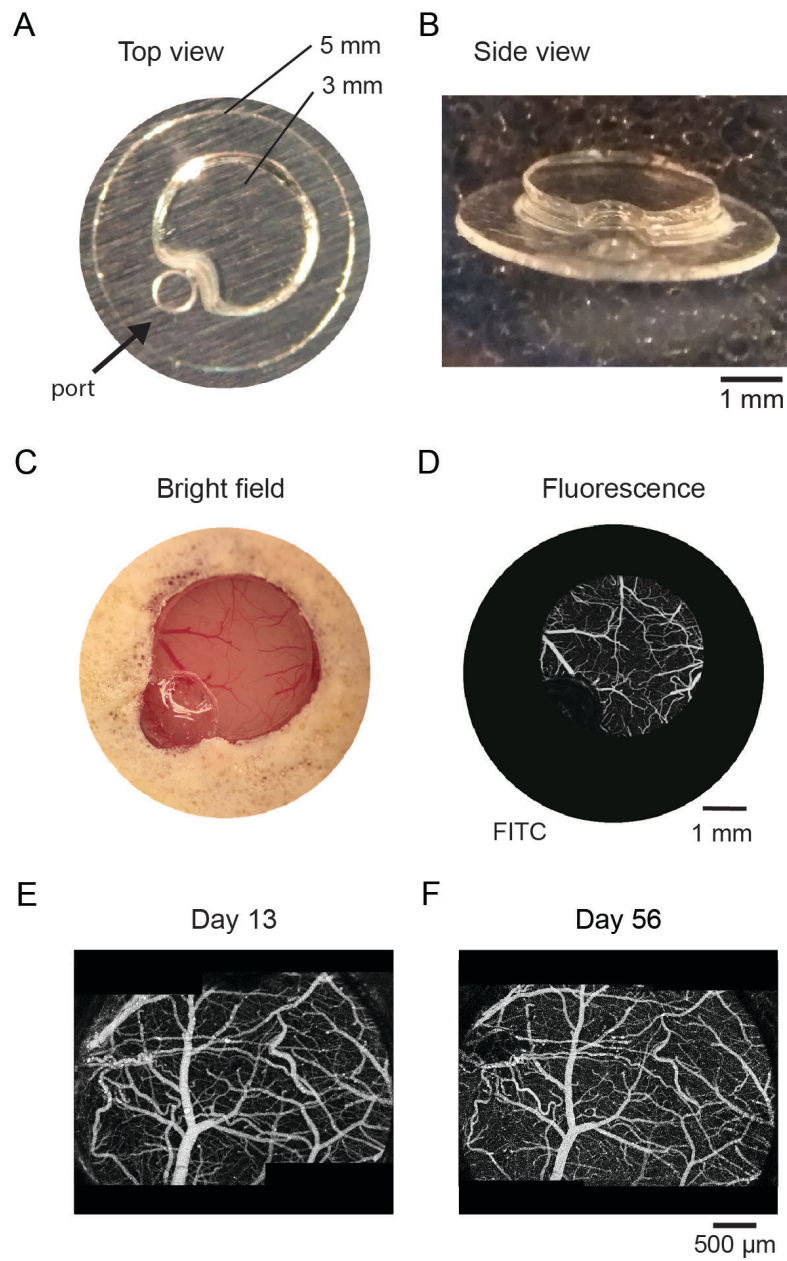 A
Top view
5 mm
3 mm
port
B
Side view
1 mm
C
Bright field
D
Fluorescence
FITC
1 mm
E
Day 13
F
Day 56
500 µm